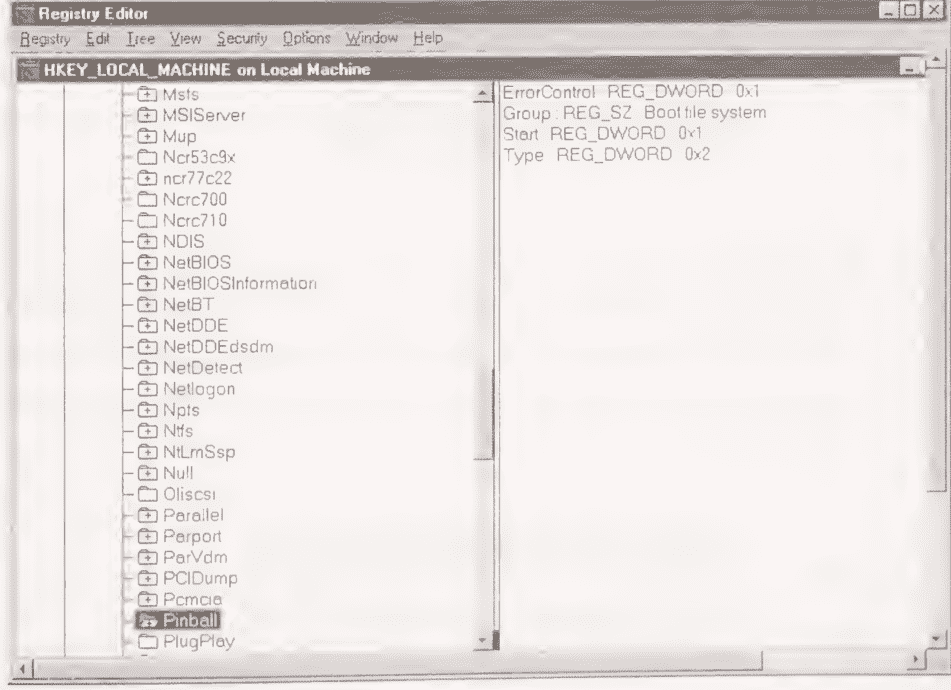 Registry Editor
Registry Edit Tree View Security Options Window Help
HKEY_LOCAL_MACHINE on Local Machine
Msfs
MSIServer
Mup
Ncr53c9x
ncr77c22
Ncrc700
Ncrc710
NDIS
NetBIOS
NetBIOSInformation
NetBT
NetDDE
NetDDEdsdm
NetDetect
Netlogon
Npfs
Ntfs
NtLmSsp
Null
Oliscsi
Parallel
Parport
ParVdm
PCIDump
Pcmcia
Pinball
PlugPlay
ErrorControl REG_DWORD 0x1
Group : REG_SZ Boot file system
Start REG_DWORD 0x1
Type REG_DWORD 0x2